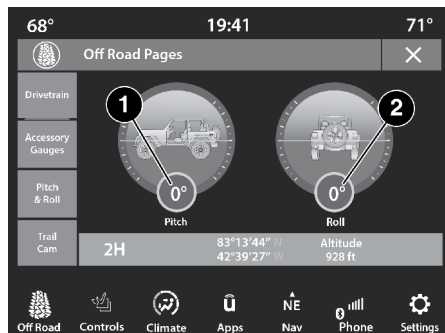 68° 19:41 71°
Off Road Pages
Drivetrain
Accessory
Gauges
Pitch
& Roll
Trail
Cam
1
2
0°
Pitch
0°
Roll
2H
83°13'44" N
42°39'27" W
Altitude
928 ft
Off Road
Controls
Climate
û
Apps
NE
Nav
Phone
Settings